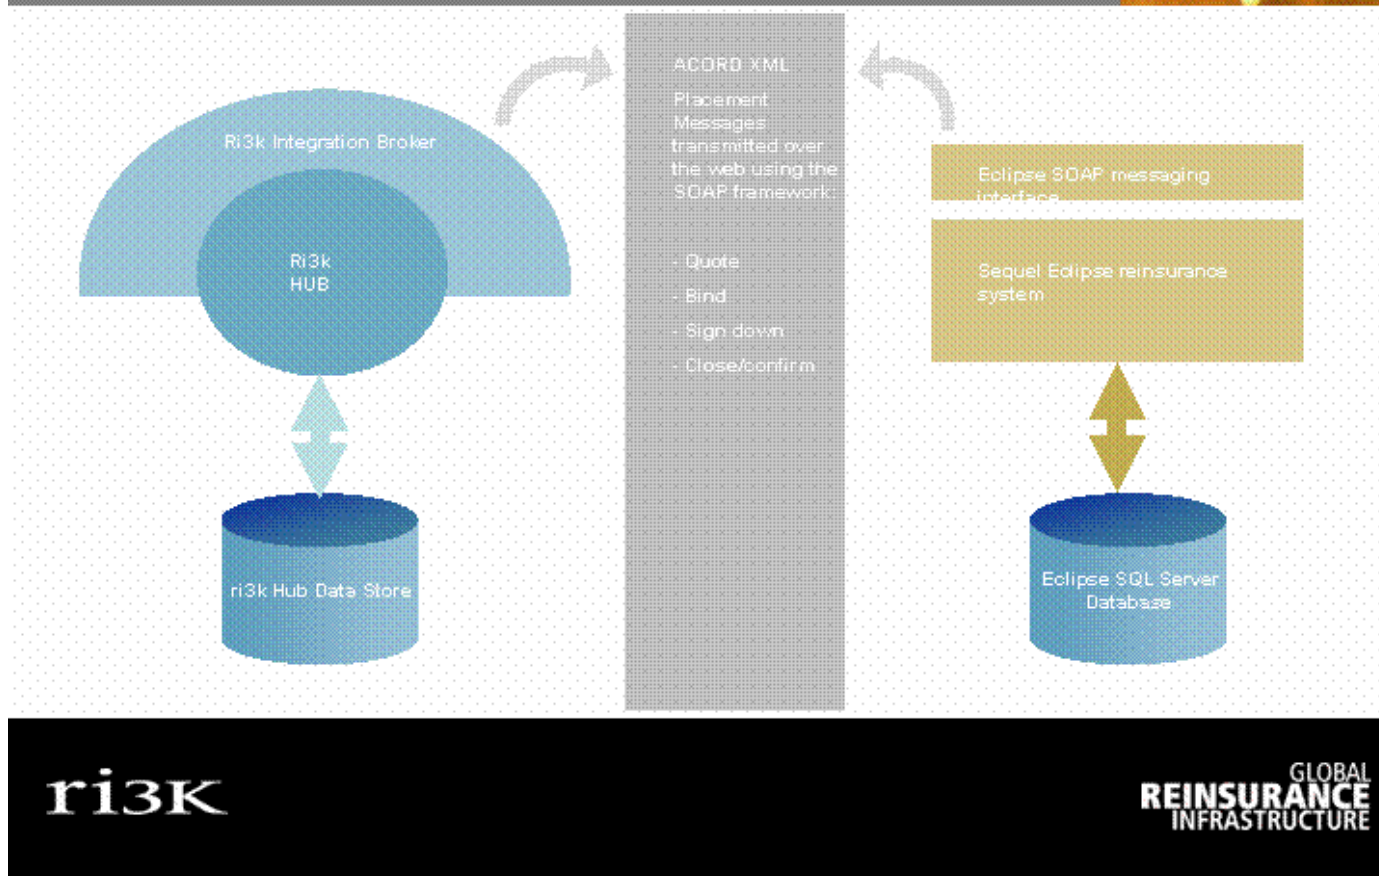 Ri3k Integration Broker
Ri3k
HUB
ri3k Hub Data Store
ACORD XML
Placement
Messages
transmitted over
the web using the
SOAP framework:
- Quote
- Bind
- Sign down
- Close/confirm
Eclipse SOAP messaging
interface
Sequel Eclipse reinsurance
system
Eclipse SQL Server
Database
ri3K
GLOBAL
REINSURANCE
INFRASTRUCTURE